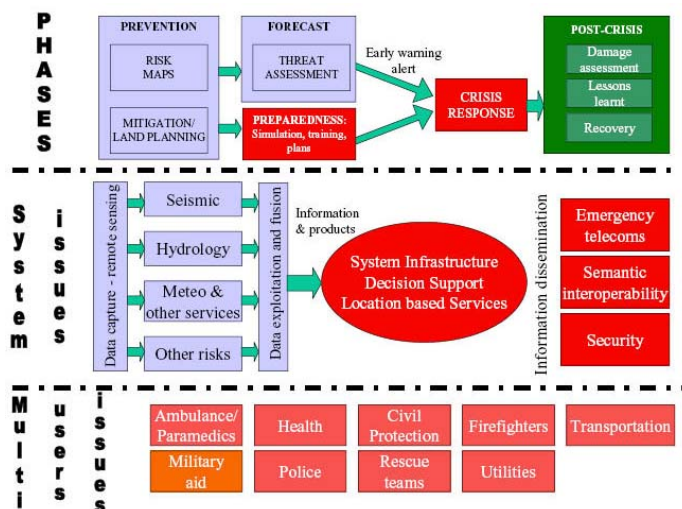 PHASES
PREVENTION
RISK
MAPS
MITIGATION/
LAND PLANNING
FORECAST
THREAT
ASSESSMENT
PREPAREDNESS:
Simulation, training,
plans
Early warning
alert
CRISIS
RESPONSE
POST-CRISIS
Damage
assessment
Lessons
learnt
Recovery
System
issues
Data capture - remote sensing
Seismic
Hydrology
Meteo &
other services
Other risks
Data exploitation and fusion
Information
& products
System Infrastructure
Decision Support
Location based Services
Information dissemination
Emergency
telecoms
Semantic
interoperability
Security
Multi
users
issues
Ambulance/
Paramedics
Health
Civil
Protection
Firefighters
Transportation
Military
aid
Police
Rescue
teams
Utilities